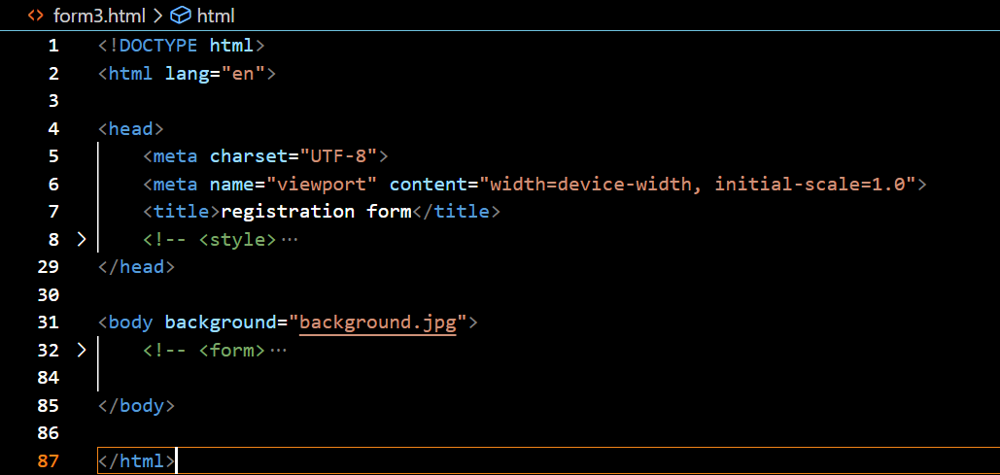 form3.html > html
1 <!DOCTYPE html>
2 <html lang="en">
3
4 <head>
5     <meta charset="UTF-8">
6     <meta name="viewport" content="width=device-width, initial-scale=1.0">
7     <title>registration form</title>
8 >     <!-- <style>···
29 </head>
30
31 <body background="background.jpg">
32 >     <!-- <form>···
84
85 </body>
86
87 </html>